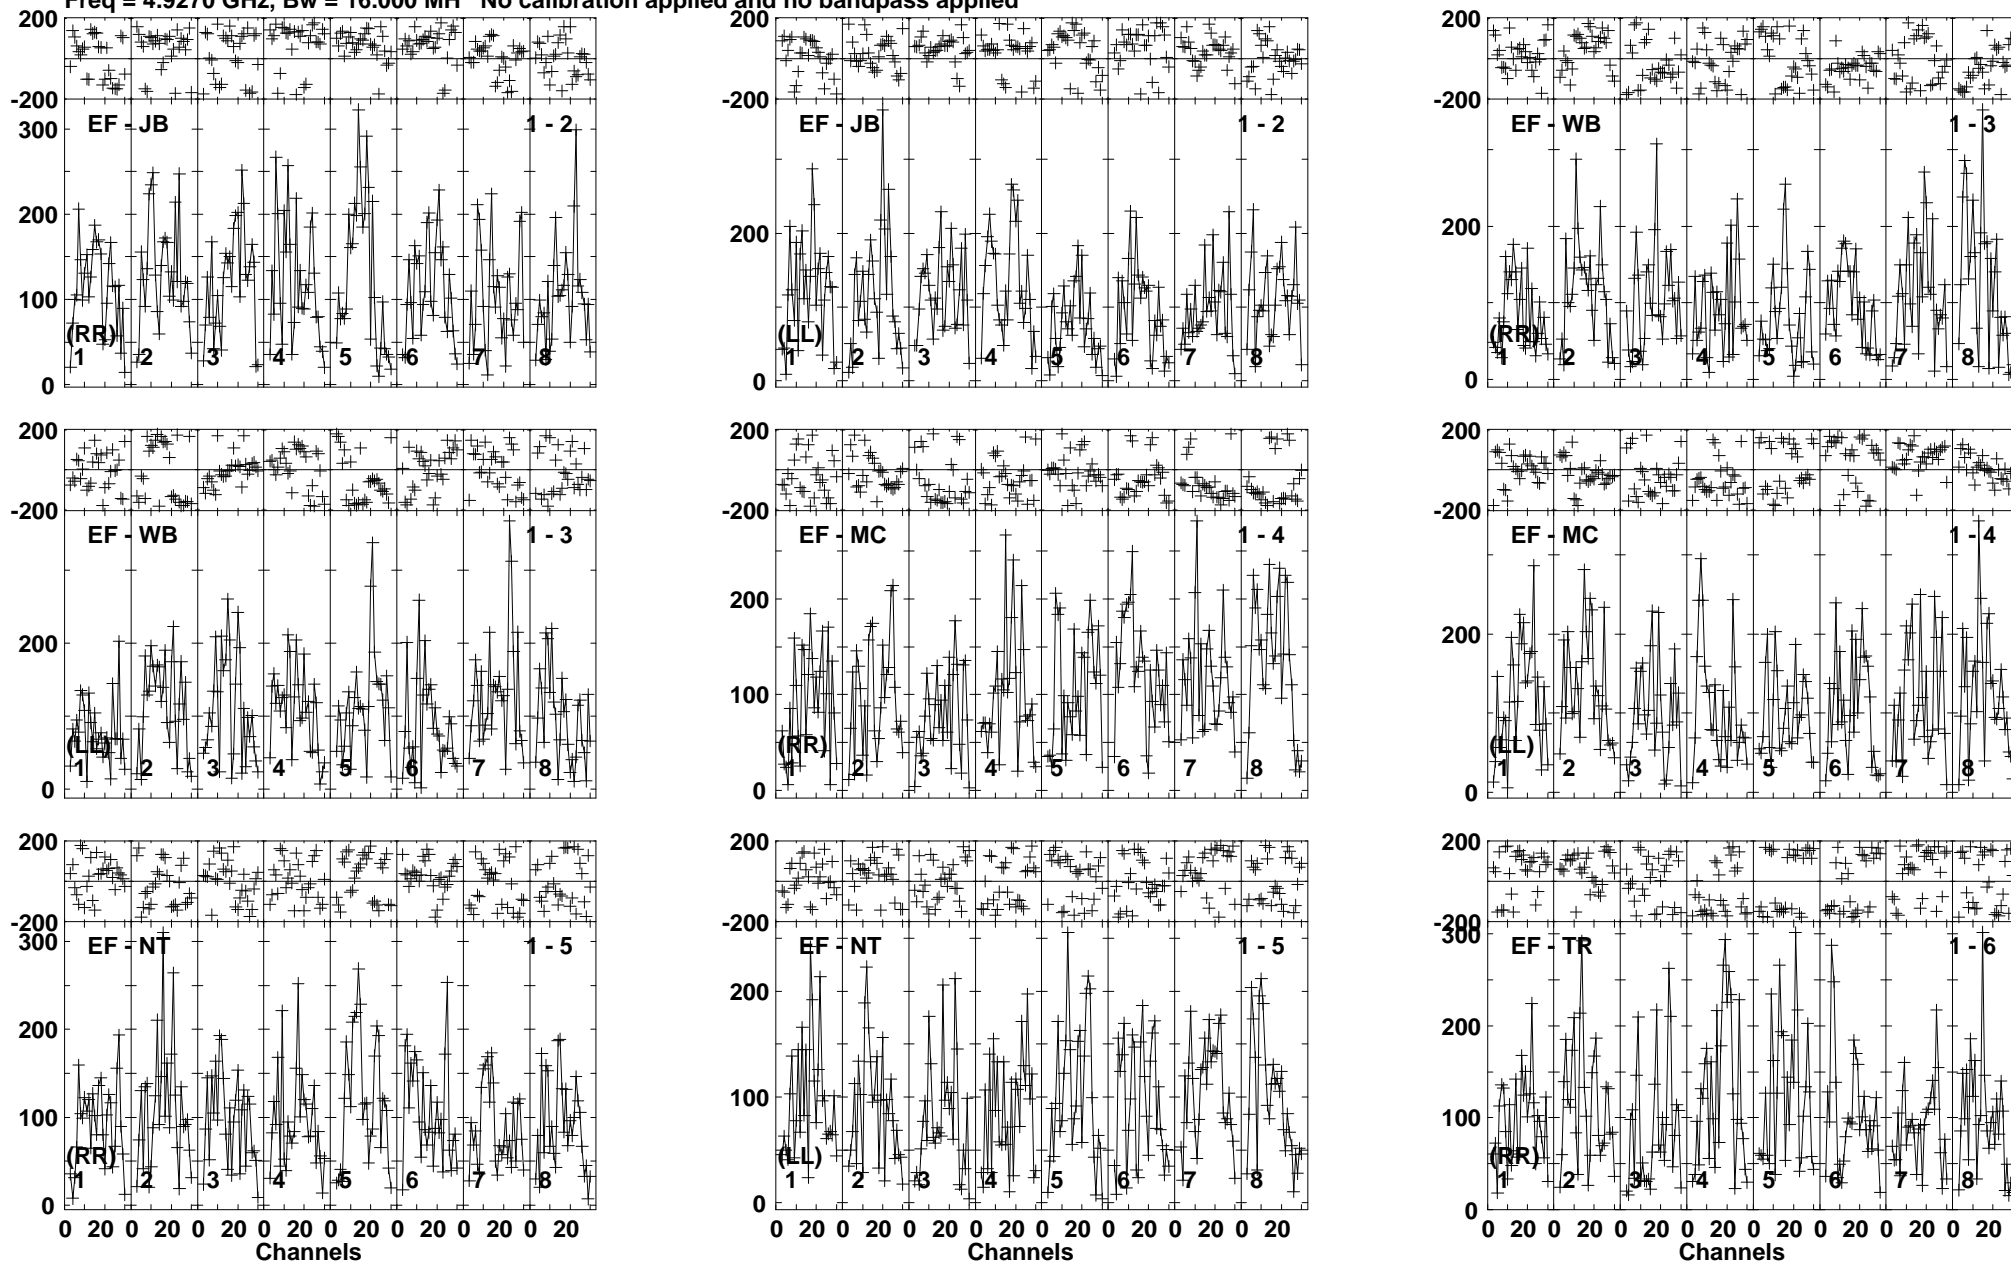 Freq = 4.9270 GHz, Bw = 16.000 MH No calibration applied and no bandpass applied
200 200 200
-200 -200 -200
EF - JB 1 - 2 EF - JB 1 - 2 EF - WB 1 - 3
300
200 200 200
100
(RR) (LL) (RR)
1 2 3 4 5 6 7 8 1 2 3 4 5 6 7 8 1 2 3 4 5 6 7 8
0 0 0
200 200 200
-200 -200 -200
EF - WB 1 - 3 EF - MC 1 - 4 EF - MC 1 - 4
200 200 200
100
(LL) (RR) (LL)
1 2 3 4 5 6 7 8 1 2 3 4 5 6 7 8 1 2 3 4 5 6 7 8
0 0 0
200 200 200
-200 -200 -200
300 300
EF - NT 1 - 5 EF - NT 1 - 5 EF - TR 1 - 6
200 200 200
100 100 100
(RR) (LL) (RR)
1 2 3 4 5 6 7 8 1 2 3 4 5 6 7 8 1 2 3 4 5 6 7 8
0 0 0
0 20 0 20 0 20 0 20 0 20 0 20 0 20 0 20 0 20 0 20 0 20 0 20 0 20 0 20 0 20 0 20 0 20 0 20 0 20 0 20 0 20 0 20 0 20 0 20
Channels Channels Channels